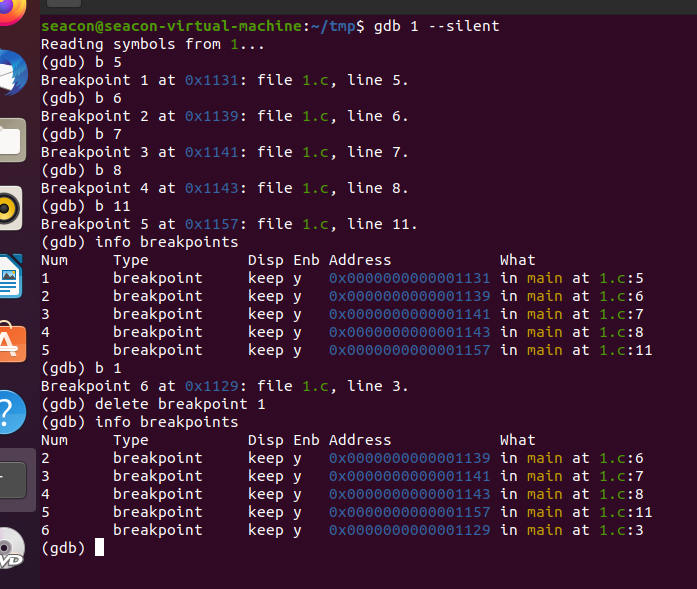 seacon@seacon-virtual-machine:~/tmp$ gdb 1 --silent
Reading symbols from 1...
(gdb) b 5
Breakpoint 1 at 0x1131: file 1.c, line 5.
(gdb) b 6
Breakpoint 2 at 0x1139: file 1.c, line 6.
(gdb) b 7
Breakpoint 3 at 0x1141: file 1.c, line 7.
(gdb) b 8
Breakpoint 4 at 0x1143: file 1.c, line 8.
(gdb) b 11
Breakpoint 5 at 0x1157: file 1.c, line 11.
(gdb) info breakpoints
Num     Type           Disp Enb Address            What
1       breakpoint     keep y   0x0000000000001131 in main at 1.c:5
2       breakpoint     keep y   0x0000000000001139 in main at 1.c:6
3       breakpoint     keep y   0x0000000000001141 in main at 1.c:7
4       breakpoint     keep y   0x0000000000001143 in main at 1.c:8
5       breakpoint     keep y   0x0000000000001157 in main at 1.c:11
(gdb) b 1
Breakpoint 6 at 0x1129: file 1.c, line 3.
(gdb) delete breakpoint 1
(gdb) info breakpoints
Num     Type           Disp Enb Address            What
2       breakpoint     keep y   0x0000000000001139 in main at 1.c:6
3       breakpoint     keep y   0x0000000000001141 in main at 1.c:7
4       breakpoint     keep y   0x0000000000001143 in main at 1.c:8
5       breakpoint     keep y   0x0000000000001157 in main at 1.c:11
6       breakpoint     keep y   0x0000000000001129 in main at 1.c:3
(gdb)